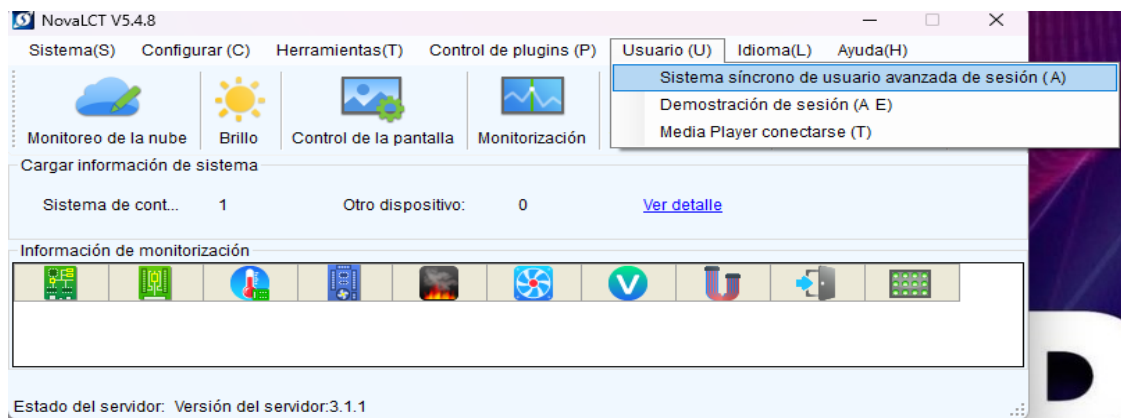 NovaLCT V5.4.8
Sistema(S) Configurar (C) Herramientas(T) Control de plugins (P) Usuario (U) Idioma(L) Ayuda(H)
Sistema síncrono de usuario avanzada de sesión (A)
Demostración de sesión (A E)
Media Player conectarse (T)
Monitoreo de la nube Brillo Control de la pantalla Monitorización
Cargar información de sistema
Sistema de cont... 1 Otro dispositivo: 0 Ver detalle
Información de monitorización
Estado del servidor: Versión del servidor:3.1.1